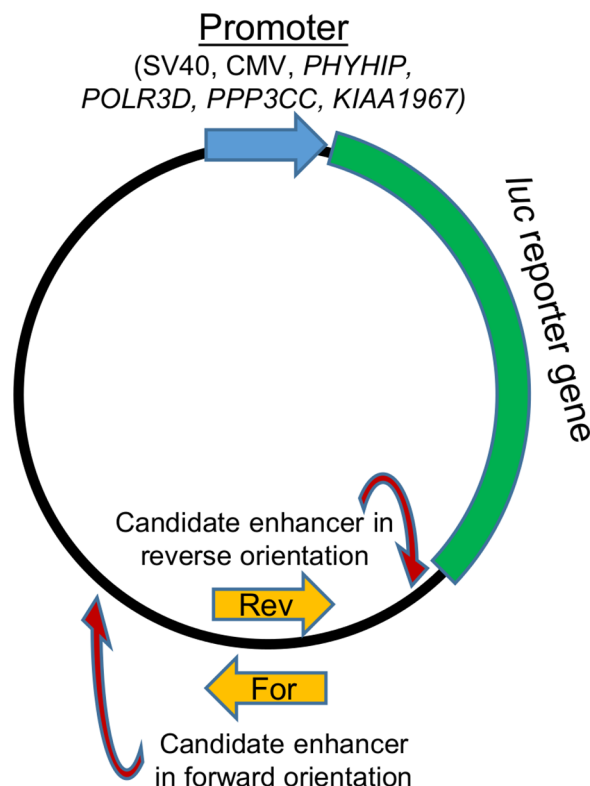 Promoter
(SV40, CMV, PHYHIP,
POLR3D, PPP3CC, KIAA1967)
luc reporter gene
Candidate enhancer in
reverse orientation
Rev
For
Candidate enhancer
in forward orientation